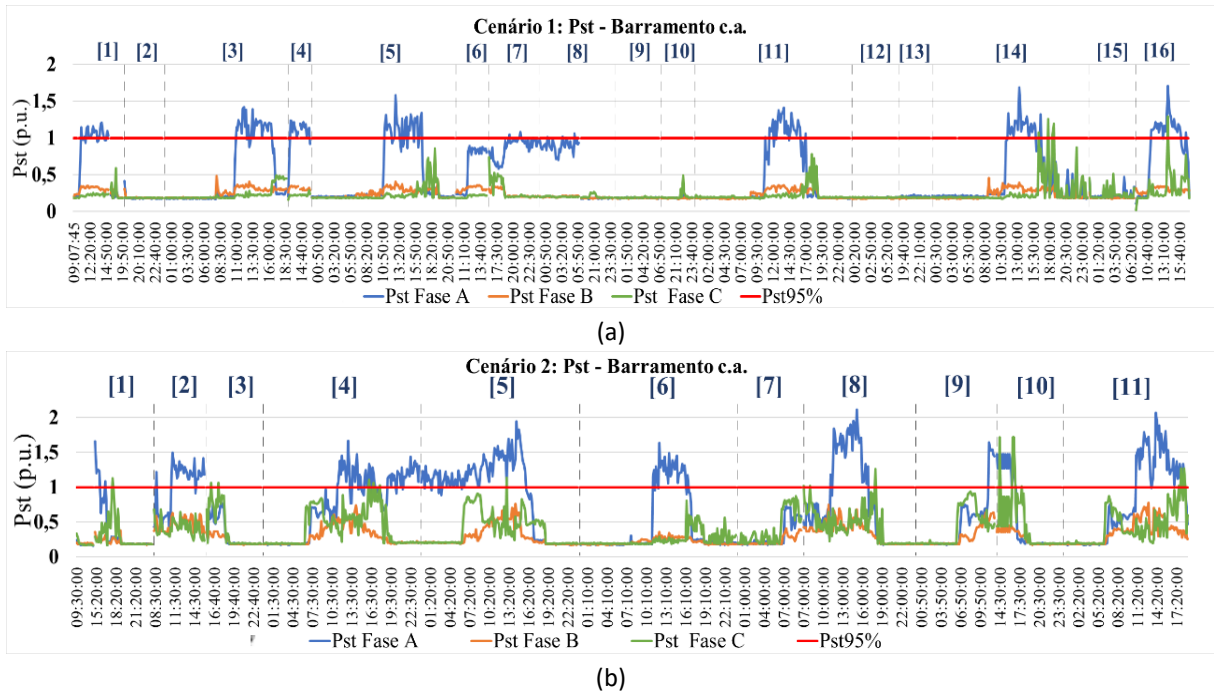 Cenário 1: Pst - Barramento c.a.
[1] [2] [3] [4] [5] [6] [7] [8] [9] [10] [11] [12] [13] [14] [15] [16]
Pst (p.u.)
2
1.5
1
0.5
0
09:07:45 12:20:00 14:50:00 19:50:00 20:10:00 22:40:00 01:00:00 03:30:00 06:00:00 08:30:00 11:00:00 13:30:00 16:00:00 18:30:00 14:40:00 00:50:00 03:20:00 05:50:00 08:20:00 10:50:00 13:20:00 15:50:00 18:20:00 20:50:00 11:10:00 13:40:00 17:30:00 20:00:00 22:20:00 00:50:00 03:20:00 05:50:00 21:00:00 23:30:00 01:50:00 04:20:00 06:50:00 21:10:00 23:40:00 02:00:00 04:30:00 07:00:00 09:30:00 12:00:00 14:30:00 17:00:00 19:30:00 00:20:00 02:50:00 05:20:00 19:40:00 00:30:00 03:00:00 05:30:00 08:00:00 10:30:00 13:00:00 15:30:00 18:00:00 20:30:00 23:00:00 01:20:00 03:50:00 06:20:00 10:40:00 13:10:00 15:40:00
Pst Fase A Pst Fase B Pst Fase C Pst95%
(a)
Cenário 2: Pst - Barramento c.a.
[1] [2] [3] [4] [5] [6] [7] [8] [9] [10] [11]
Pst (p.u.)
2
1.5
1
0.5
0
09:30:00 15:20:00 18:20:00 21:20:00 08:30:00 11:30:00 14:30:00 16:40:00 19:40:00 22:40:00 01:30:00 04:30:00 07:30:00 10:30:00 13:30:00 16:30:00 19:30:00 22:30:00 01:20:00 04:20:00 07:20:00 10:20:00 13:20:00 16:20:00 19:20:00 22:20:00 01:10:00 04:10:00 07:10:00 10:10:00 13:10:00 16:10:00 19:10:00 22:10:00 01:00:00 04:00:00 07:00:00 07:00:00 10:00:00 13:00:00 16:00:00 19:00:00 22:00:00 00:50:00 03:50:00 06:50:00 09:50:00 14:30:00 17:30:00 20:30:00 23:30:00 02:20:00 05:20:00 08:20:00 11:20:00 14:20:00 17:20:00
Pst Fase A Pst Fase B Pst Fase C Pst95%
(b)